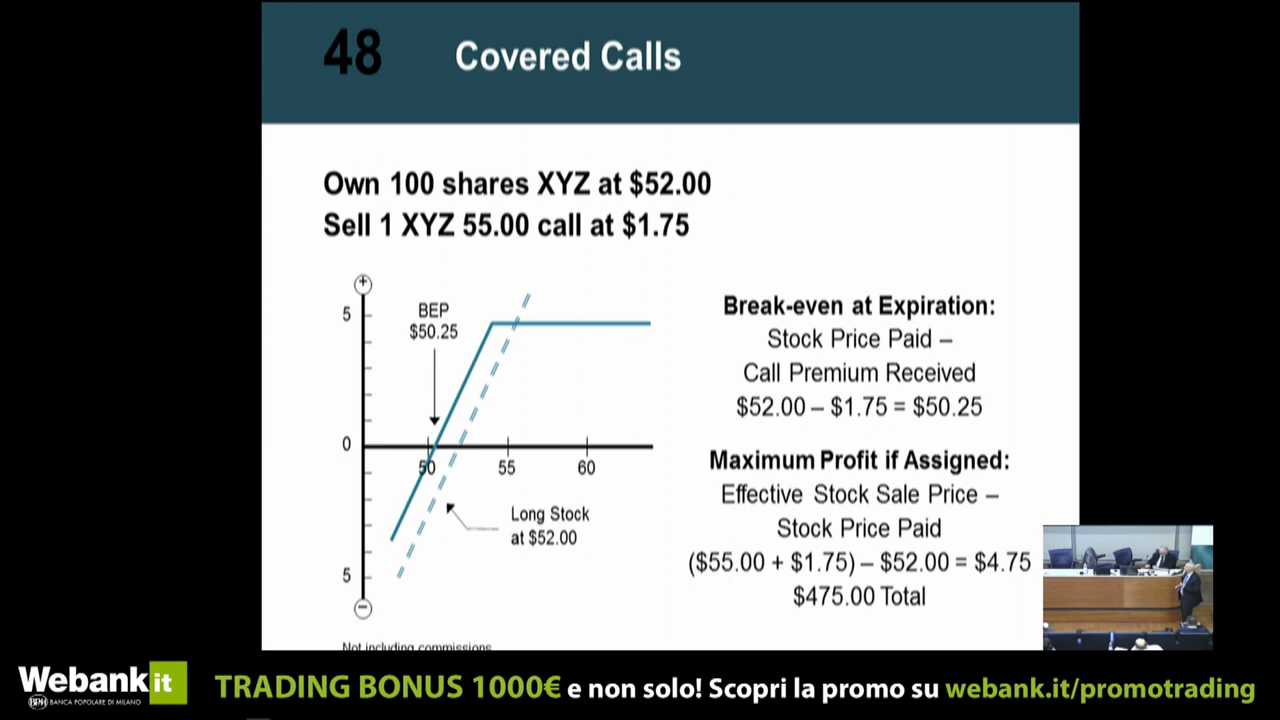 48 Covered Calls
Own 100 shares XYZ at $52.00
Sell 1 XYZ 55.00 call at $1.75
+
5
BEP
$50.25
0
50 55 60
Long Stock
at $52.00
5
−
Not including commissions
Break-even at Expiration:
Stock Price Paid –
Call Premium Received
$52.00 – $1.75 = $50.25
Maximum Profit if Assigned:
Effective Stock Sale Price –
Stock Price Paid
($55.00 + $1.75) – $52.00 = $4.75
$475.00 Total
Webank it
BPM BANCA POPOLARE DI MILANO
TRADING BONUS 1000€ e non solo! Scopri la promo su webank.it/promotrading